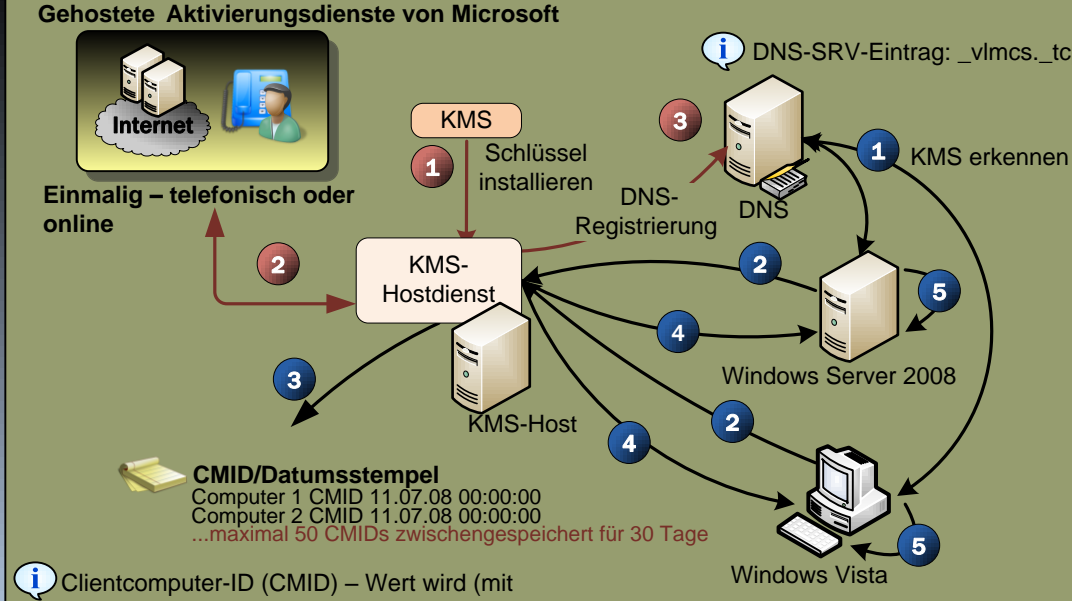 Gehostete Aktivierungsdienste von Microsoft
Internet
Einmalig – telefonisch oder
online
DNS-SRV-Eintrag: _vlmcs._tc
KMS
1
Schlüssel
installieren
3
DNS-
Registrierung
DNS
1
KMS erkennen
2
KMS-
Hostdienst
2
5
4
Windows Server 2008
3
KMS-Host
2
4
CMID/Datumsstempel
Computer 1 CMID 11.07.08 00:00:00
Computer 2 CMID 11.07.08 00:00:00
...maximal 50 CMIDs zwischengespeichert für 30 Tage
5
Windows Vista
Clientcomputer-ID (CMID) – Wert wird (mit